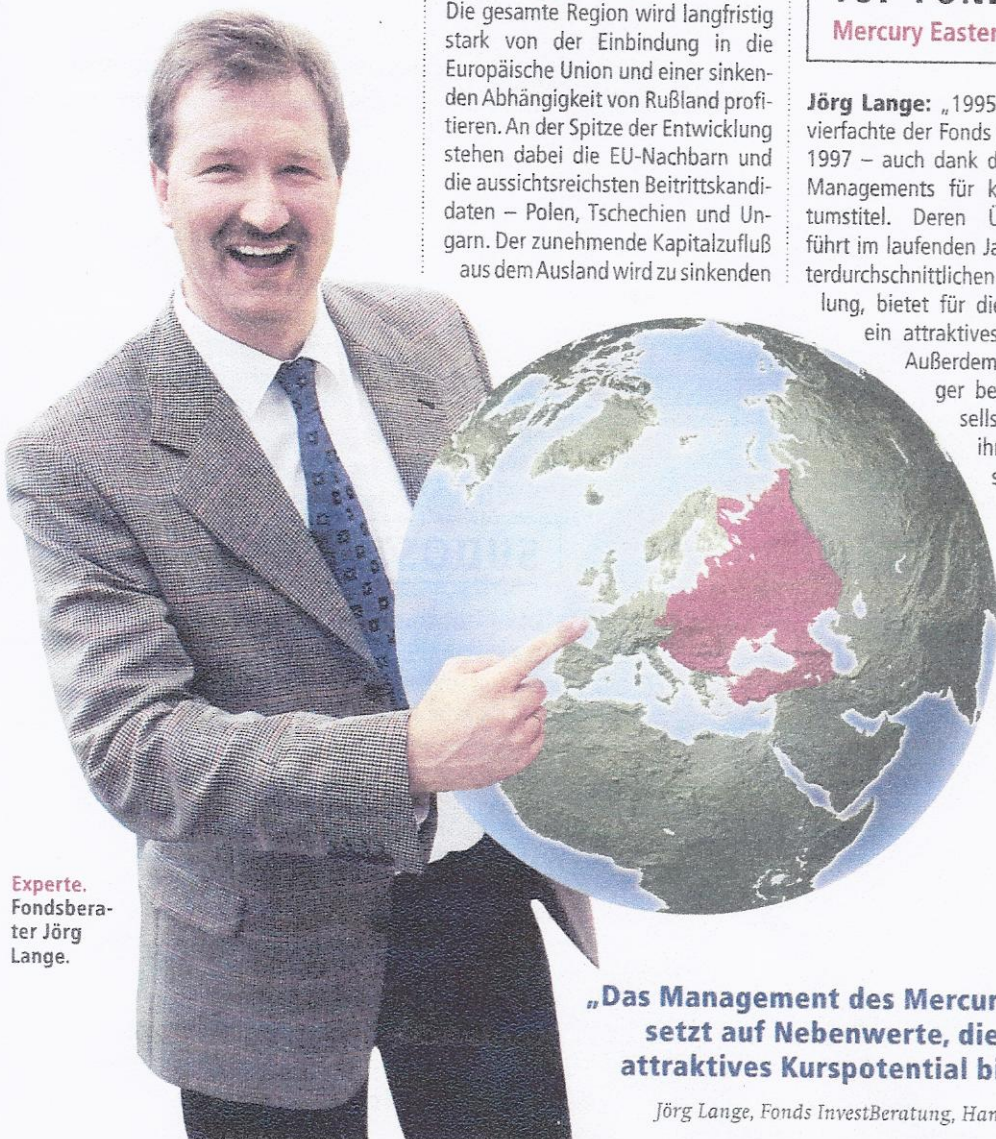 Die gesamte Region wird langfristig
stark von der Einbindung in die
Europäische Union und einer sinken-
den Abhängigkeit von Rußland profi-
tieren. An der Spitze der Entwicklung
stehen dabei die EU-Nachbarn und
die aussichtsreichsten Beitrittskandi-
daten – Polen, Tschechien und Un-
garn. Der zunehmende Kapitalzufluß
aus dem Ausland wird zu sinkenden
Mercury Easter
Jörg Lange: „1995
vierfachte der Fonds
1997 – auch dank d
Managements für k
tumstitel. Deren Ü
führt im laufenden Ja
terdurchschnittlichen
lung, bietet für die
ein attraktives
Außerdem
ger be
sells
ih
s
Experte.
Fondsbera-
ter Jörg
Lange.
„Das Management des Mercur
setzt auf Nebenwerte, die
attraktives Kurspotential bi
Jörg Lange, Fonds InvestBeratung, Han